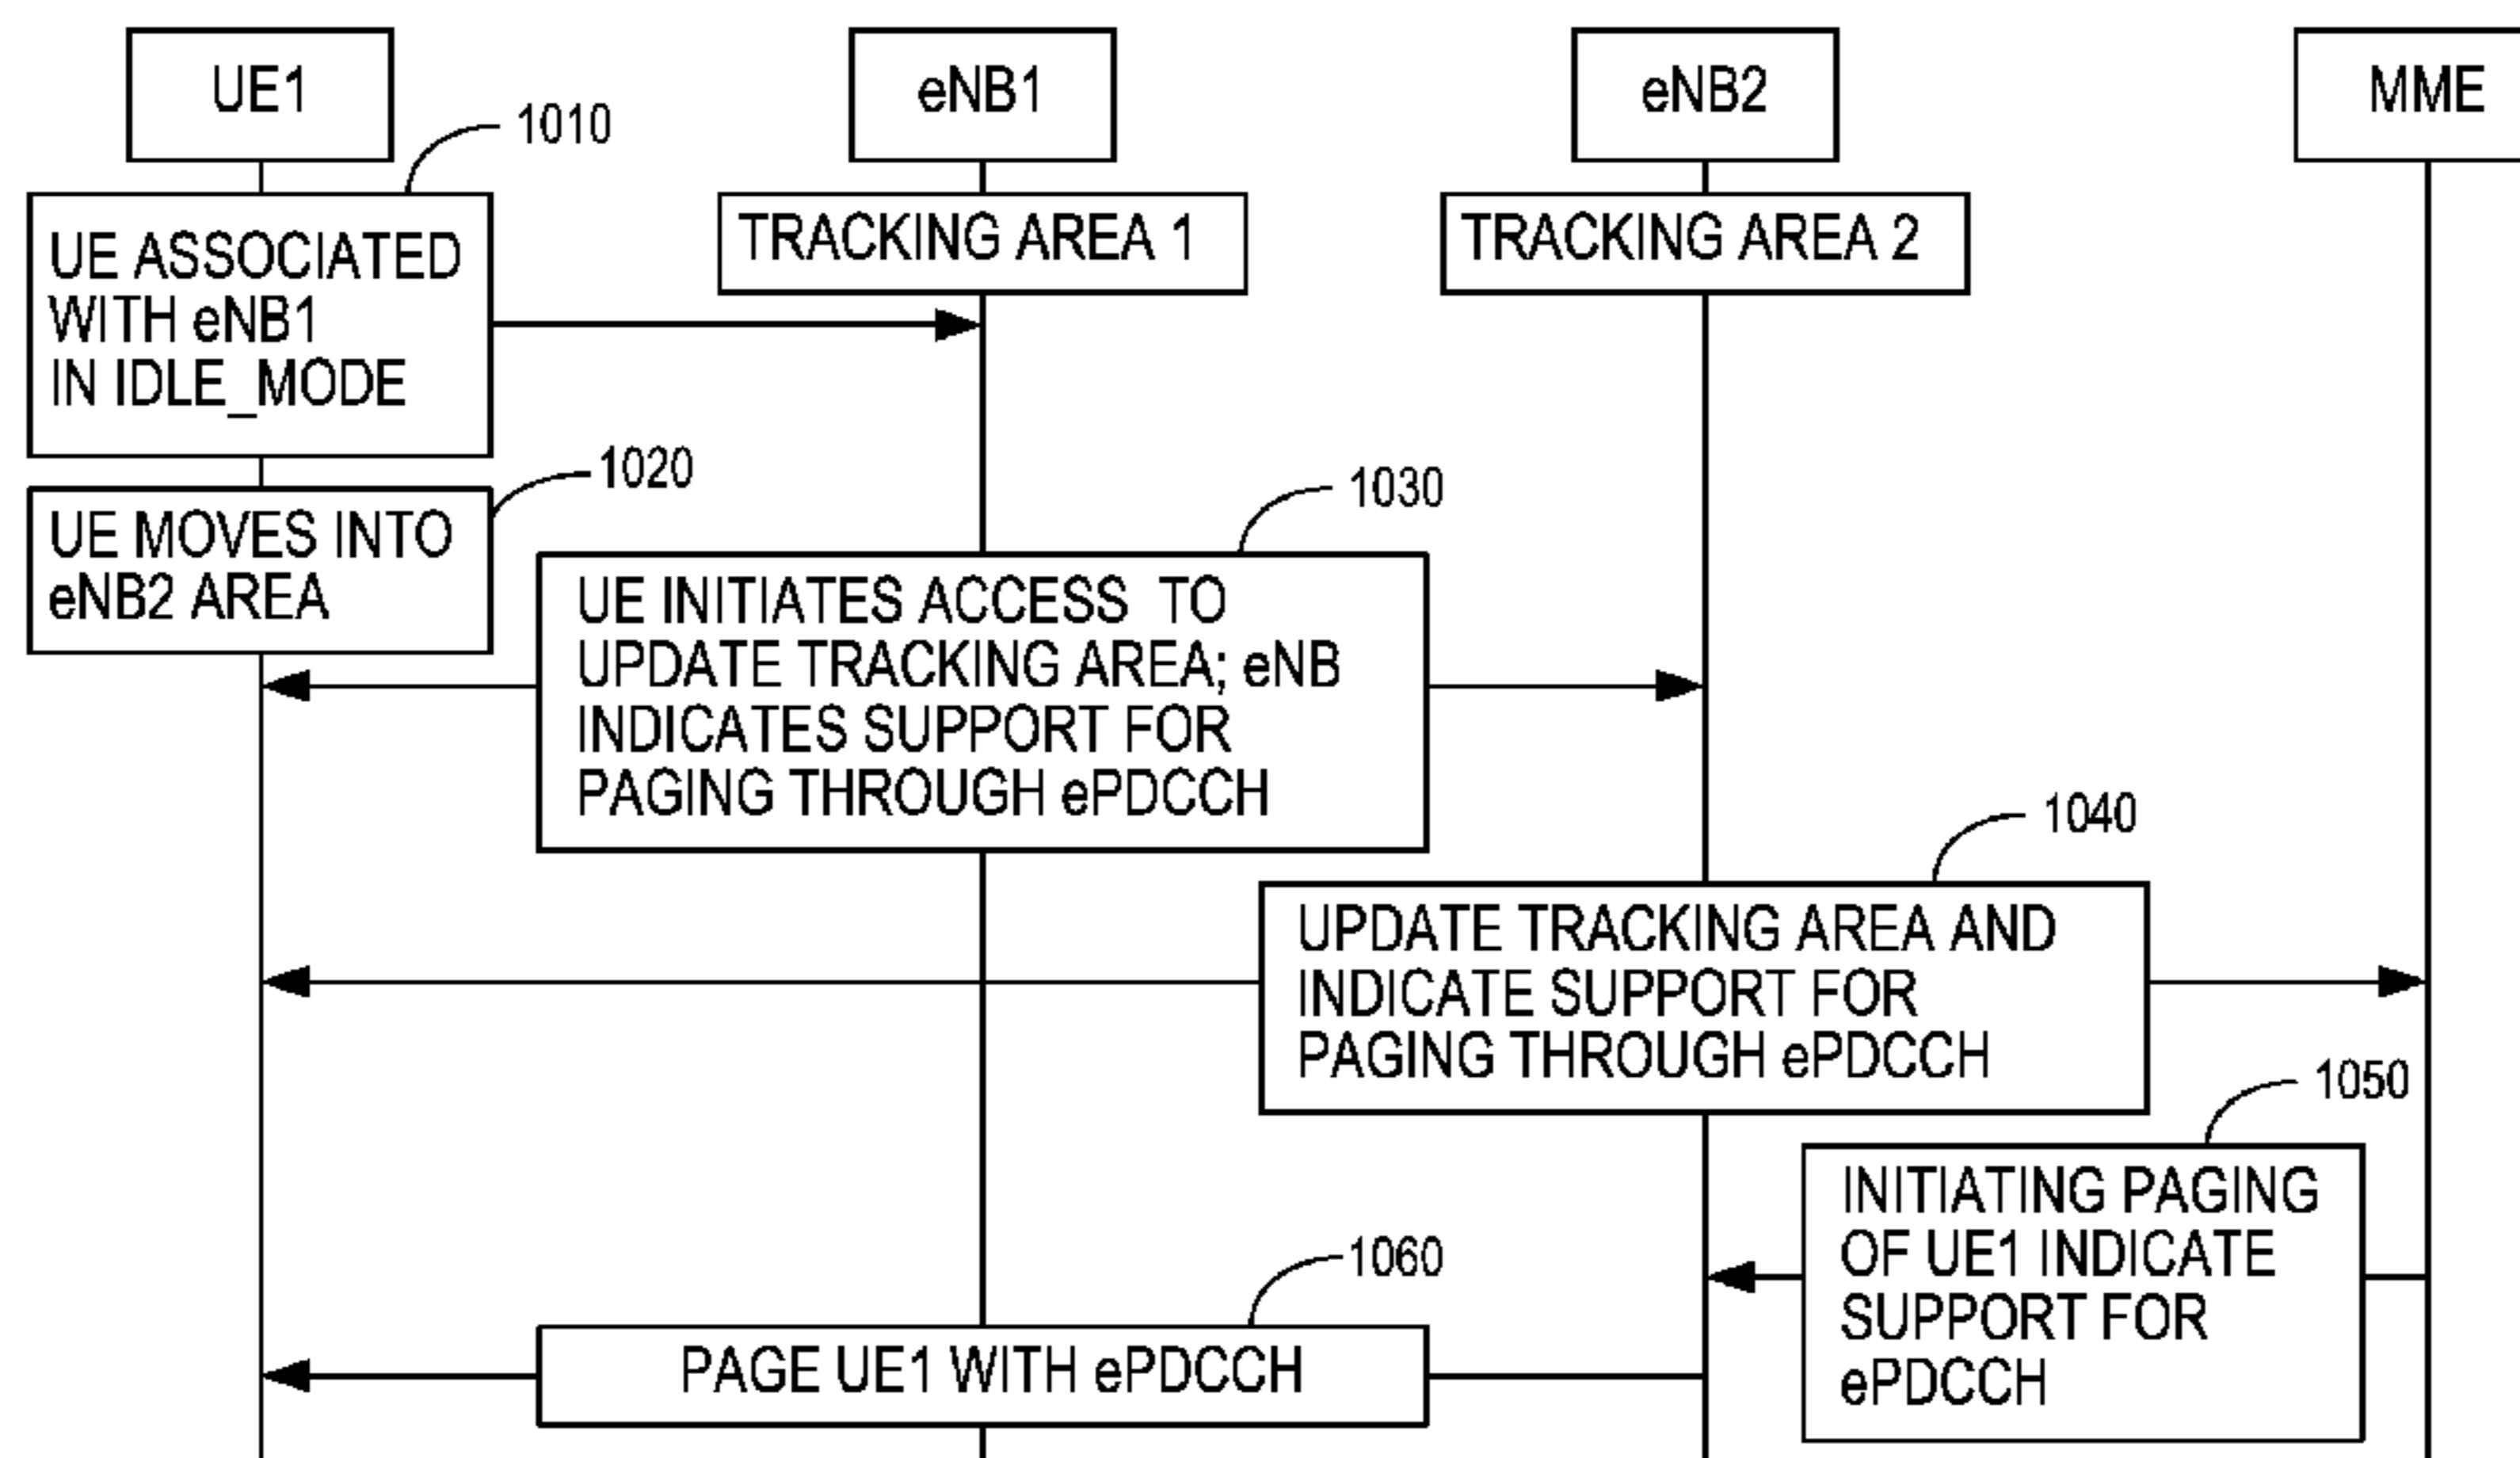 UE1
eNB1
eNB2
MME
1010
TRACKING AREA 1
TRACKING AREA 2
UE ASSOCIATED
WITH eNB1
IN IDLE_MODE
1020
UE MOVES INTO
eNB2 AREA
1030
UE INITIATES ACCESS TO
UPDATE TRACKING AREA; eNB
INDICATES SUPPORT FOR
PAGING THROUGH ePDCCH
1040
UPDATE TRACKING AREA AND
INDICATE SUPPORT FOR
PAGING THROUGH ePDCCH
1050
INITIATING PAGING
OF UE1 INDICATE
SUPPORT FOR
ePDCCH
1060
PAGE UE1 WITH ePDCCH